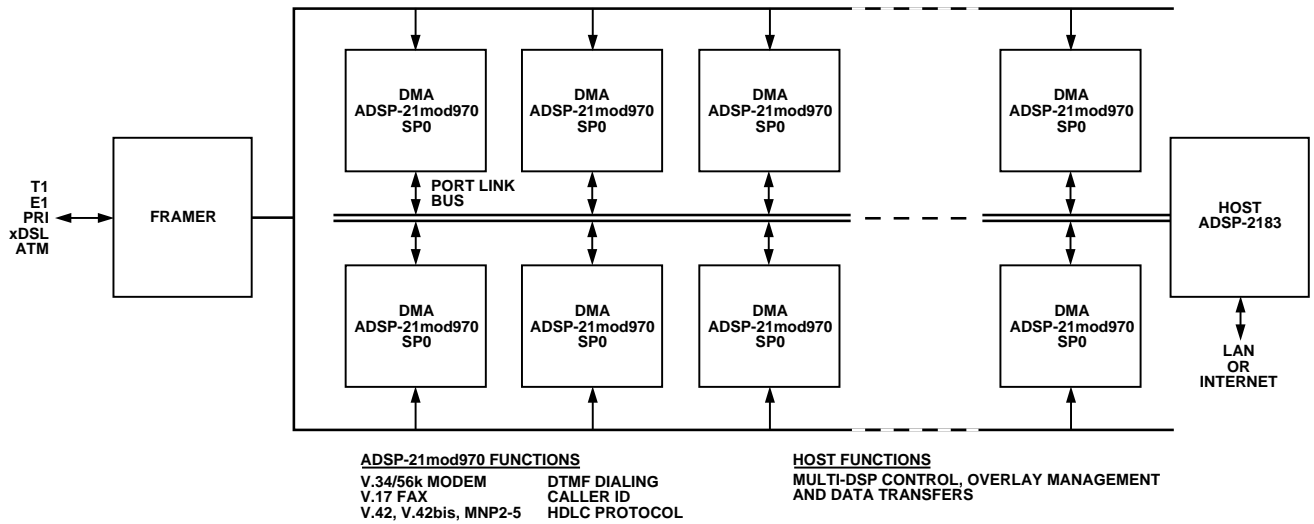 DMA
ADSP-21mod970
SP0
DMA
ADSP-21mod970
SP0
DMA
ADSP-21mod970
SP0
DMA
ADSP-21mod970
SP0
T1
E1
PRI
xDSL
ATM
FRAMER
PORT LINK
BUS
HOST
ADSP-2183
DMA
ADSP-21mod970
SP0
DMA
ADSP-21mod970
SP0
DMA
ADSP-21mod970
SP0
DMA
ADSP-21mod970
SP0
LAN
OR
INTERNET
ADSP-21mod970 FUNCTIONS
V.34/56k MODEM
V.17 FAX
V.42, V.42bis, MNP2-5
DTMF DIALING
CALLER ID
HDLC PROTOCOL
HOST FUNCTIONS
MULTI-DSP CONTROL, OVERLAY MANAGEMENT
AND DATA TRANSFERS